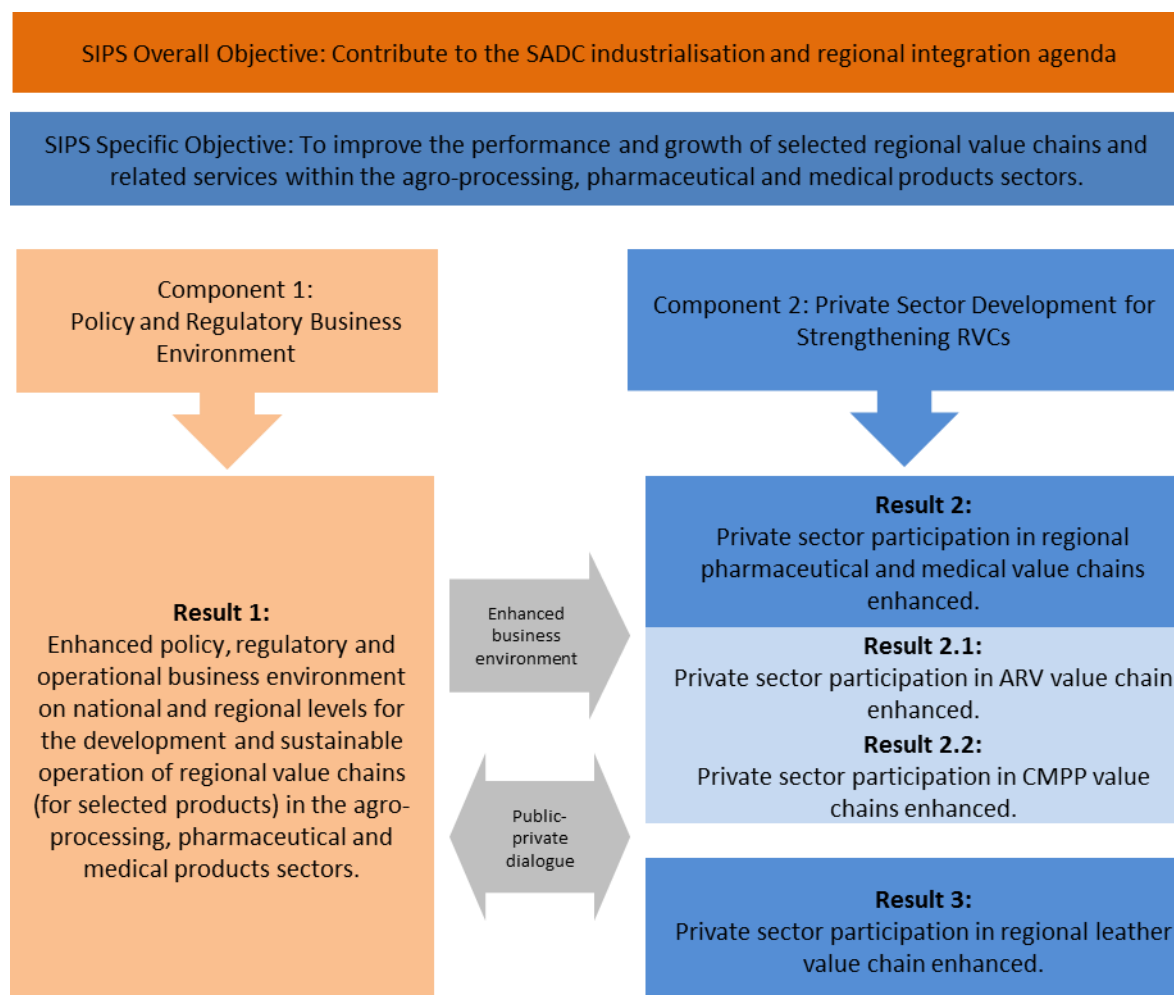 SIPS Overall Objective: Contribute to the SADC industrialisation and regional integration agenda
SIPS Specific Objective: To improve the performance and growth of selected regional value chains and
related services within the agro-processing, pharmaceutical and medical products sectors.
Component 1:
Policy and Regulatory Business
Environment
Component 2: Private Sector Development for
Strengthening RVCs
Result 1:
Enhanced policy, regulatory and
operational business environment
on national and regional levels for
the development and sustainable
operation of regional value chains
(for selected products) in the agro-
processing, pharmaceutical and
medical products sectors.
Enhanced
business
environment
Public-
private
dialogue
Result 2:
Private sector participation in regional
pharmaceutical and medical value chains
enhanced.
Result 2.1:
Private sector participation in ARV value chain
enhanced.
Result 2.2:
Private sector participation in CMPP value
chains enhanced.
Result 3:
Private sector participation in regional leather
value chain enhanced.